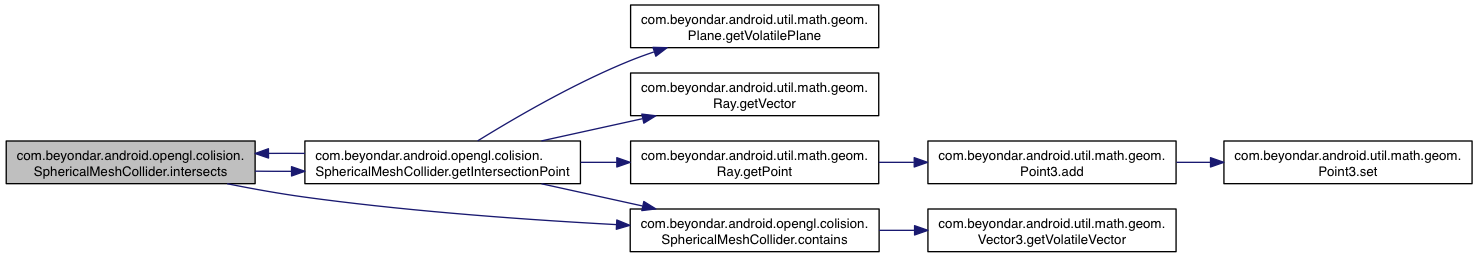 com.beyondar.android.util.math.geom.
Plane.getVolatilePlane
com.beyondar.android.util.math.geom.
Ray.getVector
com.beyondar.android.opengl.colision.
SphericalMeshCollider.intersects
com.beyondar.android.opengl.colision.
SphericalMeshCollider.getIntersectionPoint
com.beyondar.android.util.math.geom.
Ray.getPoint
com.beyondar.android.util.math.geom.
Point3.add
com.beyondar.android.util.math.geom.
Point3.set
com.beyondar.android.opengl.colision.
SphericalMeshCollider.contains
com.beyondar.android.util.math.geom.
Vector3.getVolatileVector